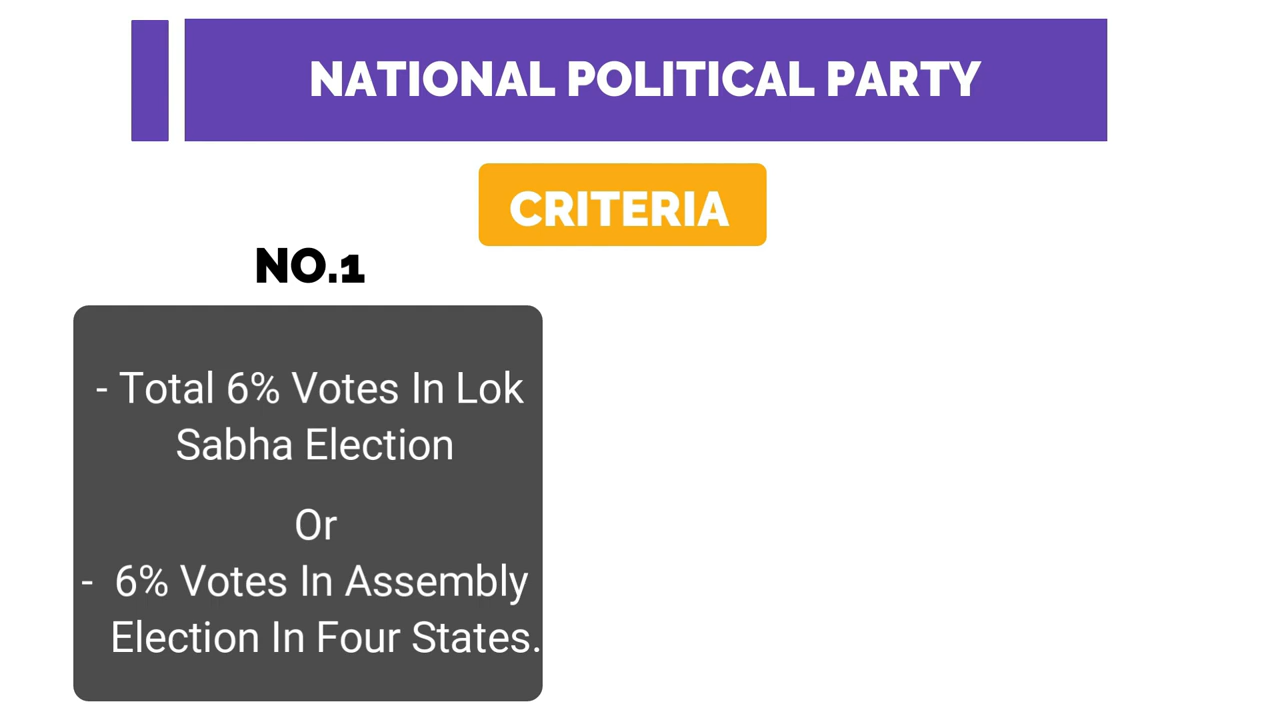 NATIONAL POLITICAL PARTY
CRITERIA
NO.1
- Total 6% Votes In Lok
Sabha Election
Or
- 6% Votes In Assembly
Election In Four States.